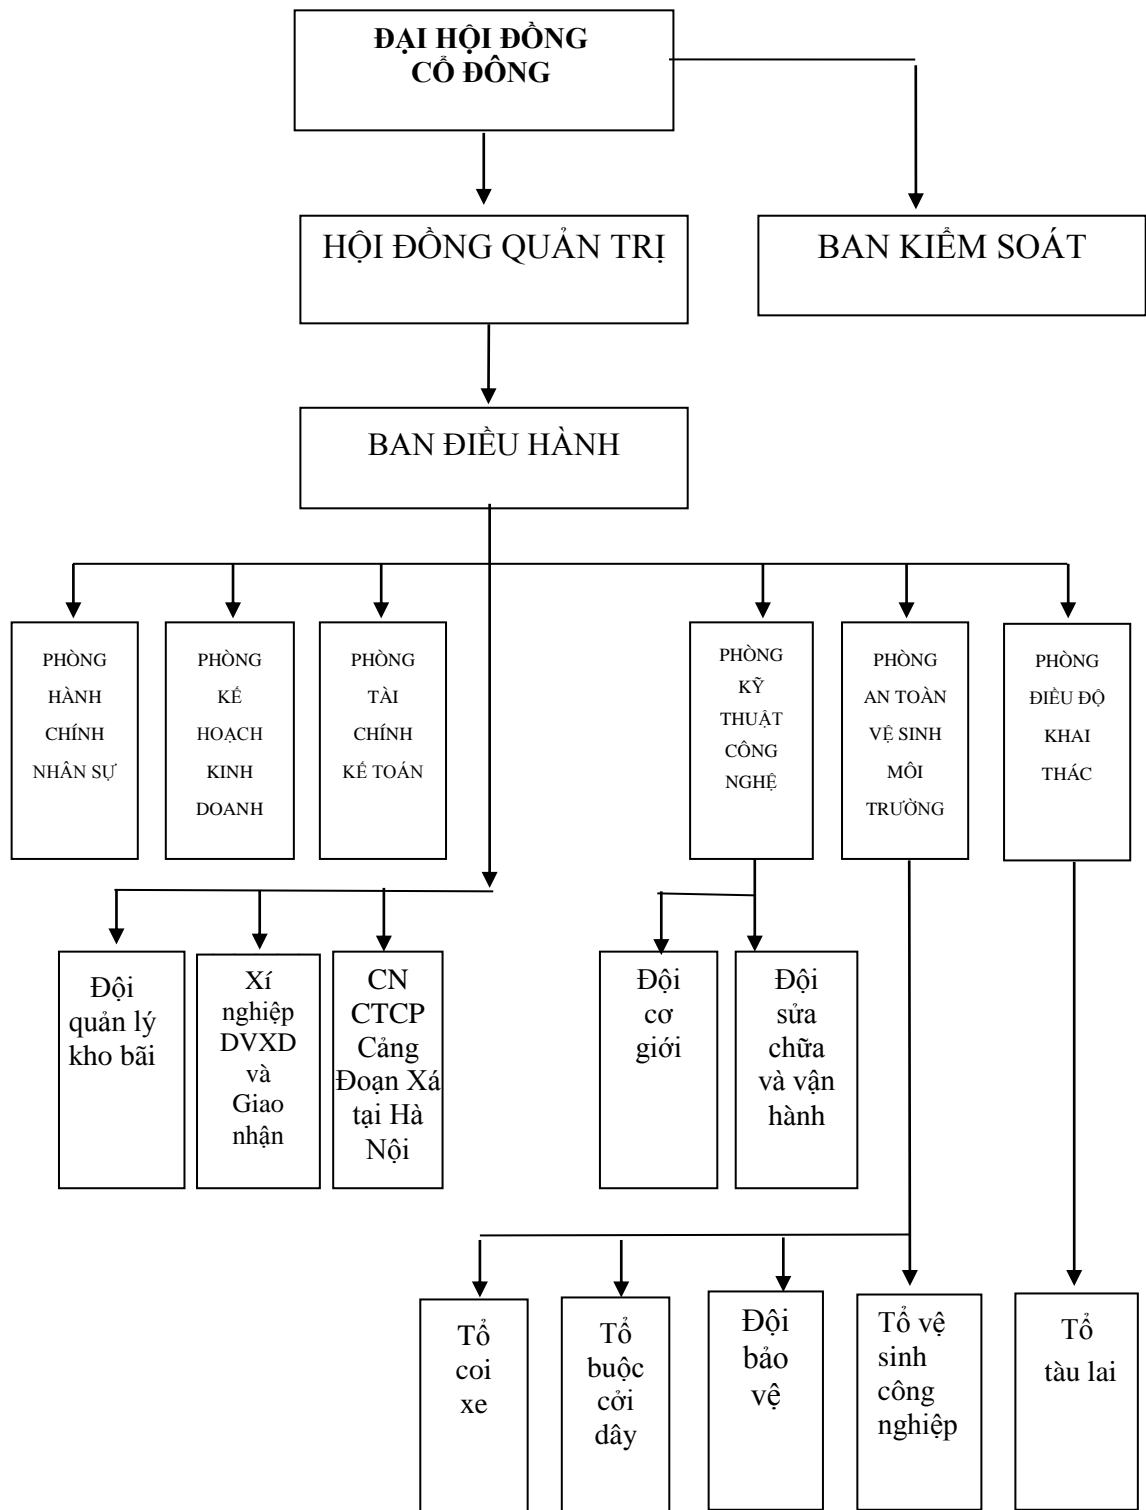 ĐẠI HỘI ĐỒNG
CỔ ĐÔNG
HỘI ĐỒNG QUẢN TRỊ
BAN KIỂM SOÁT
BAN ĐIỀU HÀNH
PHÒNG
HÀNH
CHÍNH
NHÂN SỰ
PHÒNG
KẾ
HOẠCH
KINH
DOANH
PHÒNG
TÀI
CHÍNH
KẾ TOÁN
PHÒNG
KỸ
THUẬT
CÔNG
NGHỆ
PHÒNG
AN TOÀN
VỆ SINH
MÔI
TRƯỜNG
PHÒNG
ĐIỀU ĐỘ
KHAI
THÁC
Đội
quản lý
kho bãi
Xí
nghiệp
DVXD
và
Giao
nhận
CN
CTCP
Cảng
Đoạn Xá
tại Hà
Nội
Đội
cơ
giới
Đội
sửa
chữa
và vận
hành
Tổ
coi
xe
Tổ
buộc
cởi
dây
Đội
bảo
vệ
Tổ vệ
sinh
công
nghiệp
Tổ
tàu lai